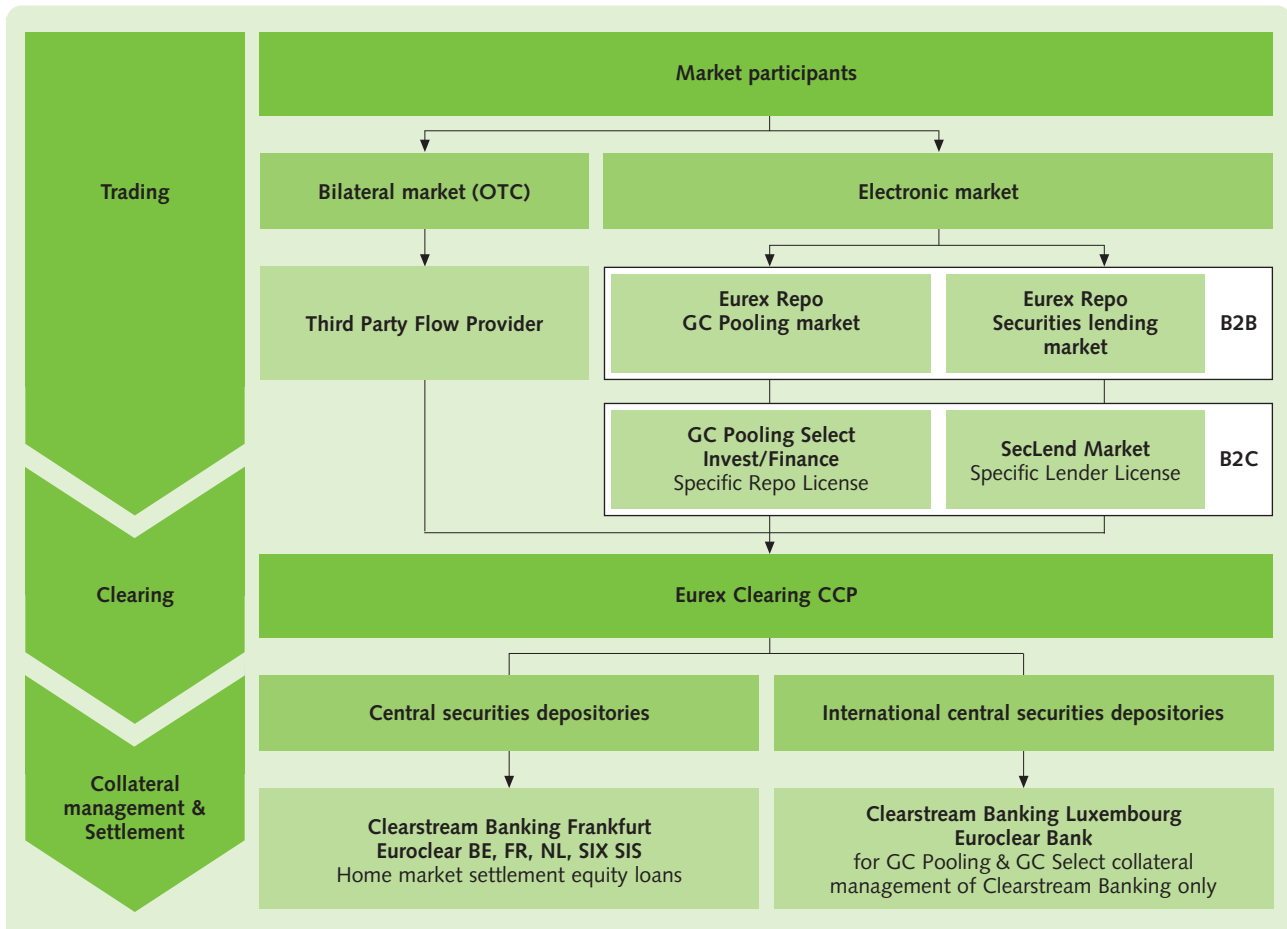 Market participants
Trading
Bilateral market (OTC)
Electronic market
Third Party Flow Provider
Eurex Repo
GC Pooling market
Eurex Repo
Securities lending
market
B2B
GC Pooling Select
Invest/Finance
Specific Repo License
SecLend Market
Specific Lender License
B2C
Clearing
Eurex Clearing CCP
Central securities depositories
International central securities depositories
Collateral
management &
Settlement
Clearstream Banking Frankfurt
Euroclear BE, FR, NL, SIX SIS
Home market settlement equity loans
Clearstream Banking Luxembourg
Euroclear Bank
for GC Pooling & GC Select collateral
management of Clearstream Banking only